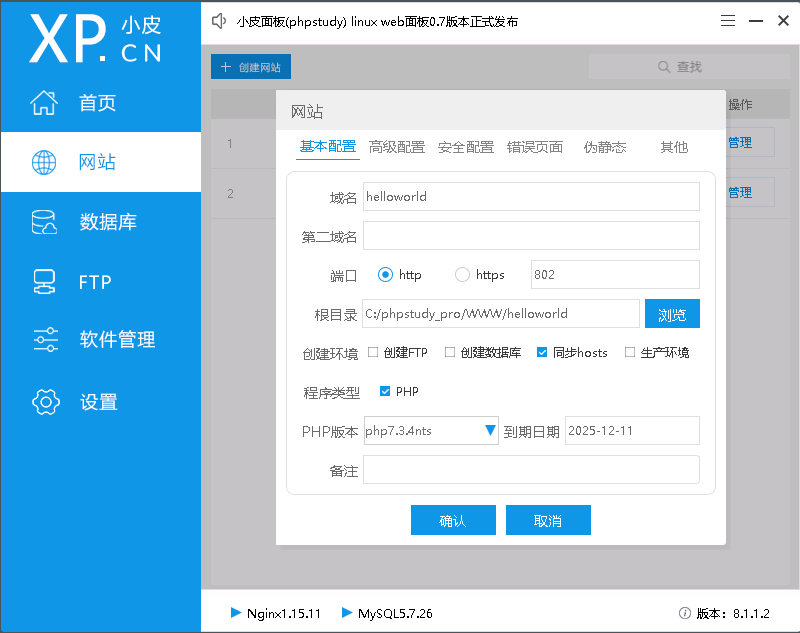 XP.CN 小皮
小皮面板(phpstudy) linux web面板0.7版本正式发布
首页
网站
数据库
FTP
软件管理
设置
创建网站
查找
操作
1
管理
2
管理
网站
基本配置 高级配置 安全配置 错误页面 伪静态 其他
域名 helloworld
第二域名
端口 http https 802
根目录 C:/phpstudy_pro/WWW/helloworld 浏览
创建环境 创建FTP 创建数据库 同步hosts 生产环境
程序类型 PHP
PHP版本 php7.3.4nts 到期日期 2025-12-11
备注
确认 取消
Nginx1.15.11 MySQL5.7.26 版本：8.1.1.2